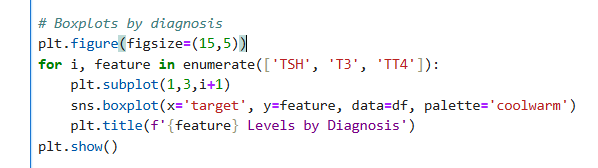 # Boxplots by diagnosis
plt.figure(figsize=(15,5))
for i, feature in enumerate(['TSH', 'T3', 'TT4']):
    plt.subplot(1,3,i+1)
    sns.boxplot(x='target', y=feature, data=df, palette='coolwarm')
    plt.title(f'{feature} Levels by Diagnosis')
plt.show()